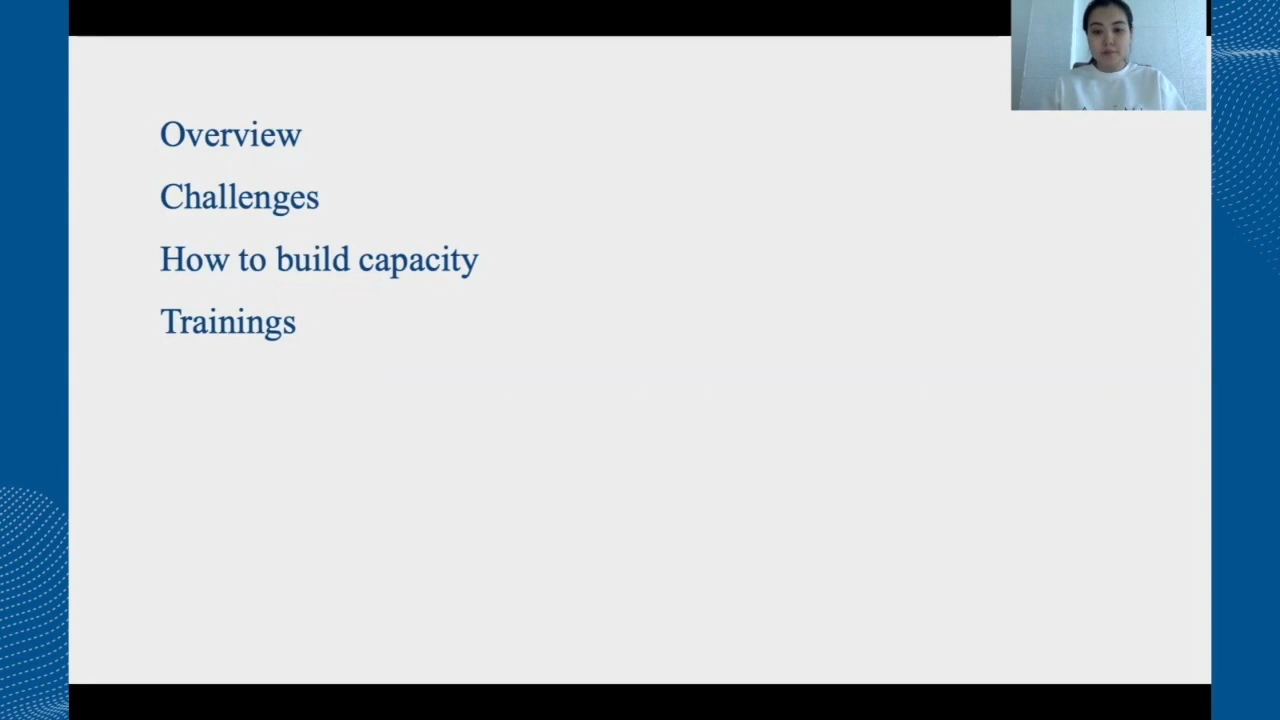 Overview
Challenges
How to build capacity
Trainings